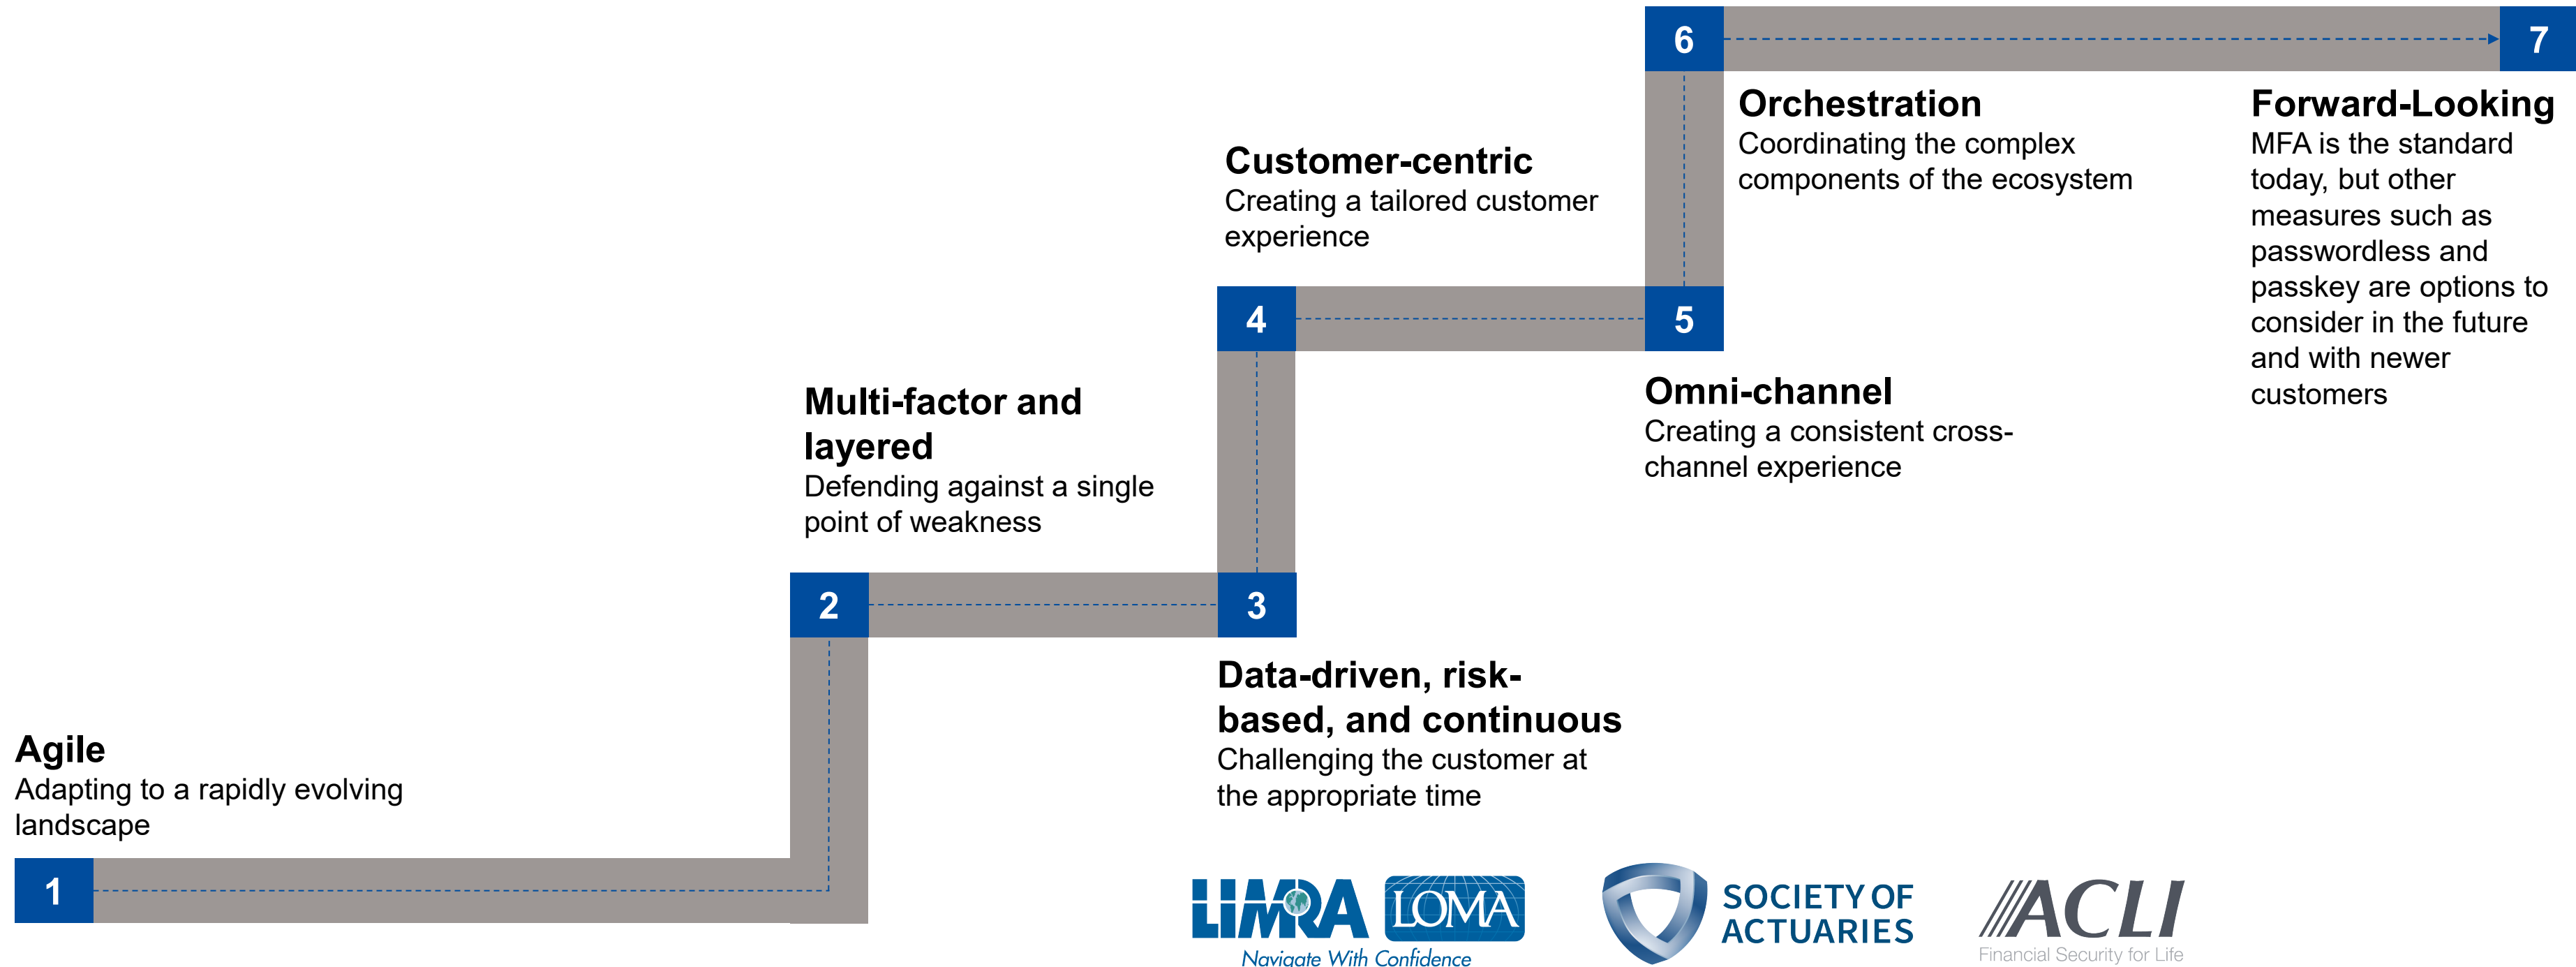 1
Agile
Adapting to a rapidly evolving
landscape
2
Multi-factor and
layered
Defending against a single
point of weakness
3
Data-driven, risk-
based, and continuous
Challenging the customer at
the appropriate time
4
Customer-centric
Creating a tailored customer
experience
5
Omni-channel
Creating a consistent cross-
channel experience
6
Orchestration
Coordinating the complex
components of the ecosystem
7
Forward-Looking
MFA is the standard
today, but other
measures such as
passwordless and
passkey are options to
consider in the future
and with newer
customers
LIMRA LOMA
Navigate With Confidence
SOCIETY OF
ACTUARIES
ACLI
Financial Security for Life